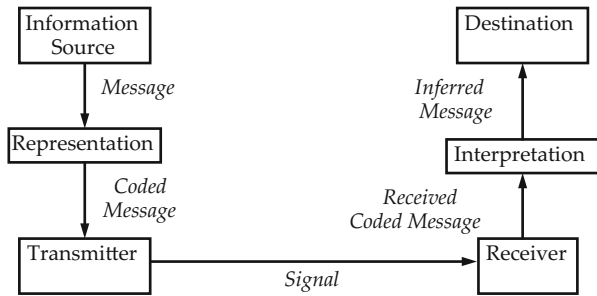 Information
Source
Message
Representation
Coded
Message
Transmitter
Signal
Receiver
Received
Coded Message
Interpretation
Inferred
Message
Destination